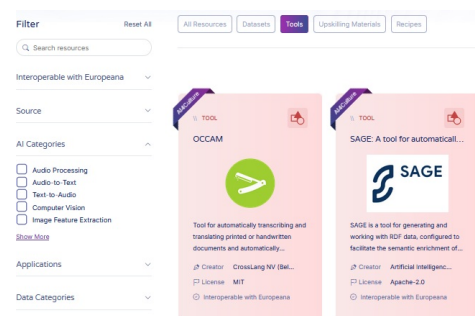 Filter
Reset All
All Resources
Datasets
Tools
Upskilling Materials
Recipes
Search resources
Interoperable with Europeana
Source
AI Categories
Audio Processing
Audio-to-Text
Text-to-Audio
Computer Vision
Image Feature Extraction
Show More
Applications
Data Categories
AI4Culture
TOOL
OCCAM
Tool for automatically transcribing and
translating printed or handwritten
documents and automatically...
Creator CrossLang NV (Sel...
License MIT
Interoperable with Europeana
AI4Culture
TOOL
SAGE: A tool for automaticall...
SAGE
SAGE is a tool for generating and
working with RDF data, configured to
facilitate the semantic enrichment of...
Creator Artificial Intelligenc...
License Apache-2.0
Interoperable with Europeana